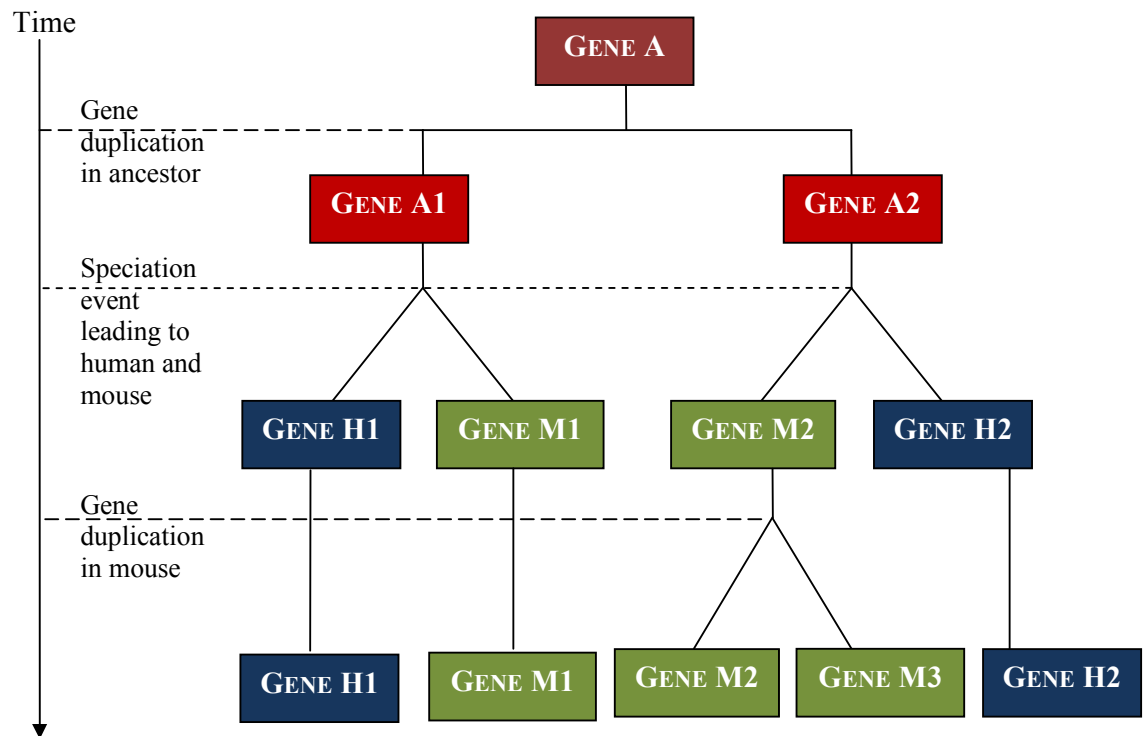 Time
GENE A
Gene
duplication
in ancestor
GENE A1
GENE A2
Speciation
event
leading to
human and
mouse
GENE H1
GENE M1
GENE M2
GENE H2
Gene
duplication
in mouse
GENE H1
GENE M1
GENE M2
GENE M3
GENE H2